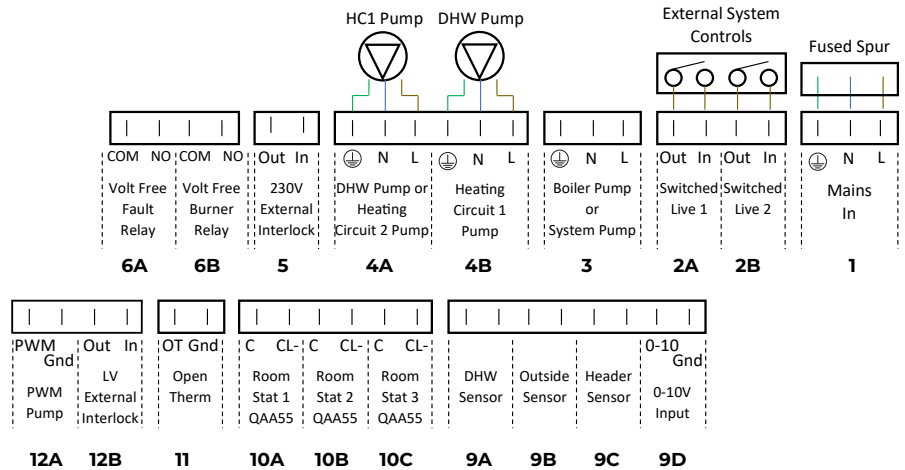 HC1 Pump DHW Pump
External System
Controls
Fused Spur
COM NO COM NO Out In N L N L N L Out In Out In N L
Volt Free Volt Free 230V DHW Pump or Heating Boiler Pump Switched Switched Mains
Fault Burner External Heating Circuit 1 or Live 1 Live 2 In
Relay Relay Interlock Circuit 2 Pump Pump System Pump
6A 6B 5 4A 4B 3 2A 2B 1
PWM Out In OT Gnd C CL- C CL- C CL- 0-10
Gnd Gnd
PWM LV Open Room Room Room DHW Outside Header 0-10V
Pump External Therm Stat 1 Stat 2 Stat 3 Sensor Sensor Sensor Input
Interlock QAA55 QAA55 QAA55
12A 12B 11 10A 10B 10C 9A 9B 9C 9D